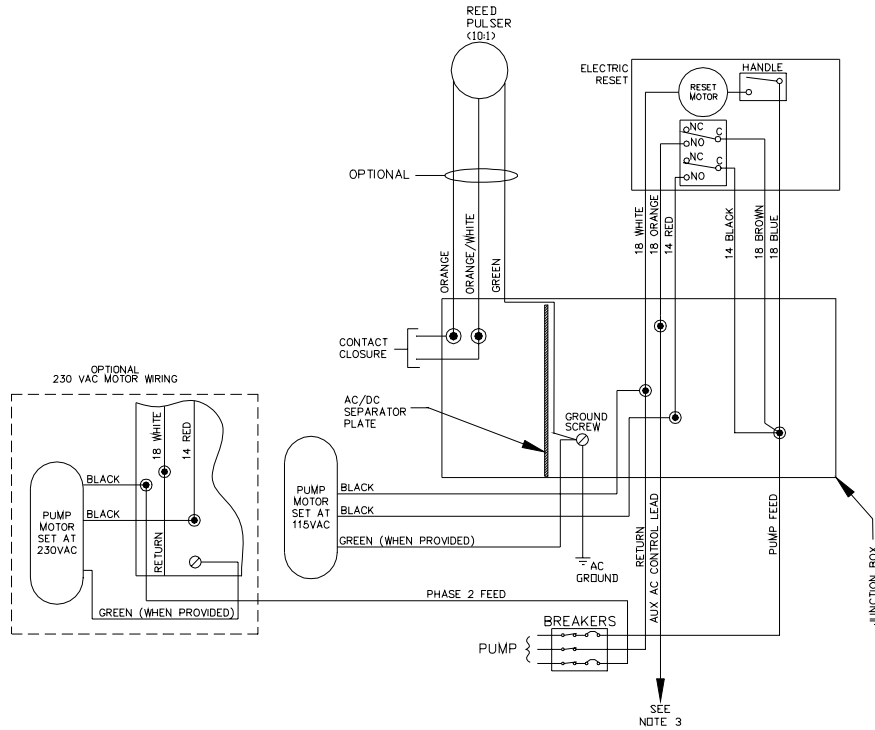 REED
PULSER
(10:1)
ELECTRIC
RESET
HANDLE
RESET
MOTOR
NC
C
NO
NC
C
NO
OPTIONAL
18 WHITE
18 ORANGE
14 RED
14 BLACK
18 BROWN
18 BLUE
ORANGE
ORANGE/WHITE
GREEN
CONTACT
CLOSURE
OPTIONAL
230 VAC MOTOR WIRING
AC/DC
SEPARATOR
PLATE
GROUND
SCREW
18 WHITE
14 RED
BLACK
PUMP
MOTOR
SET AT
230VAC
BLACK
RETURN
GREEN (WHEN PROVIDED)
PUMP
MOTOR
SET AT
115VAC
BLACK
BLACK
GREEN (WHEN PROVIDED)
AC
GROUND
RETURN
AUX AC CONTROL LEAD
PUMP FEED
JUNCTION BOX
PHASE 2 FEED
BREAKERS
PUMP
SEE
NOTE 3